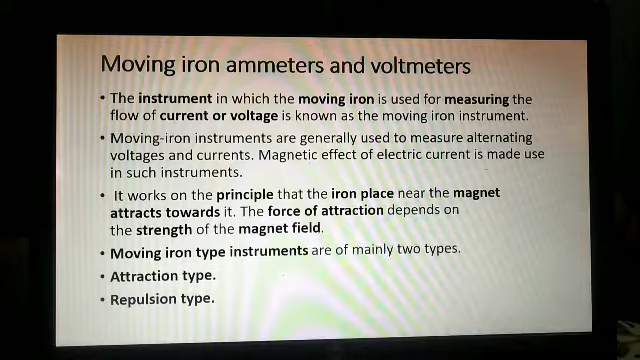 Moving iron ammeters and voltmeters
• The instrument in which the moving iron is used for measuring the
flow of current or voltage is known as the moving iron instrument.
• Moving-iron instruments are generally used to measure alternating
voltages and currents. Magnetic effect of electric current is made use
in such instruments.
• It works on the principle that the iron place near the magnet
attracts towards it. The force of attraction depends on
the strength of the magnet field.
• Moving iron type instruments are of mainly two types.
• Attraction type.
• Repulsion type.